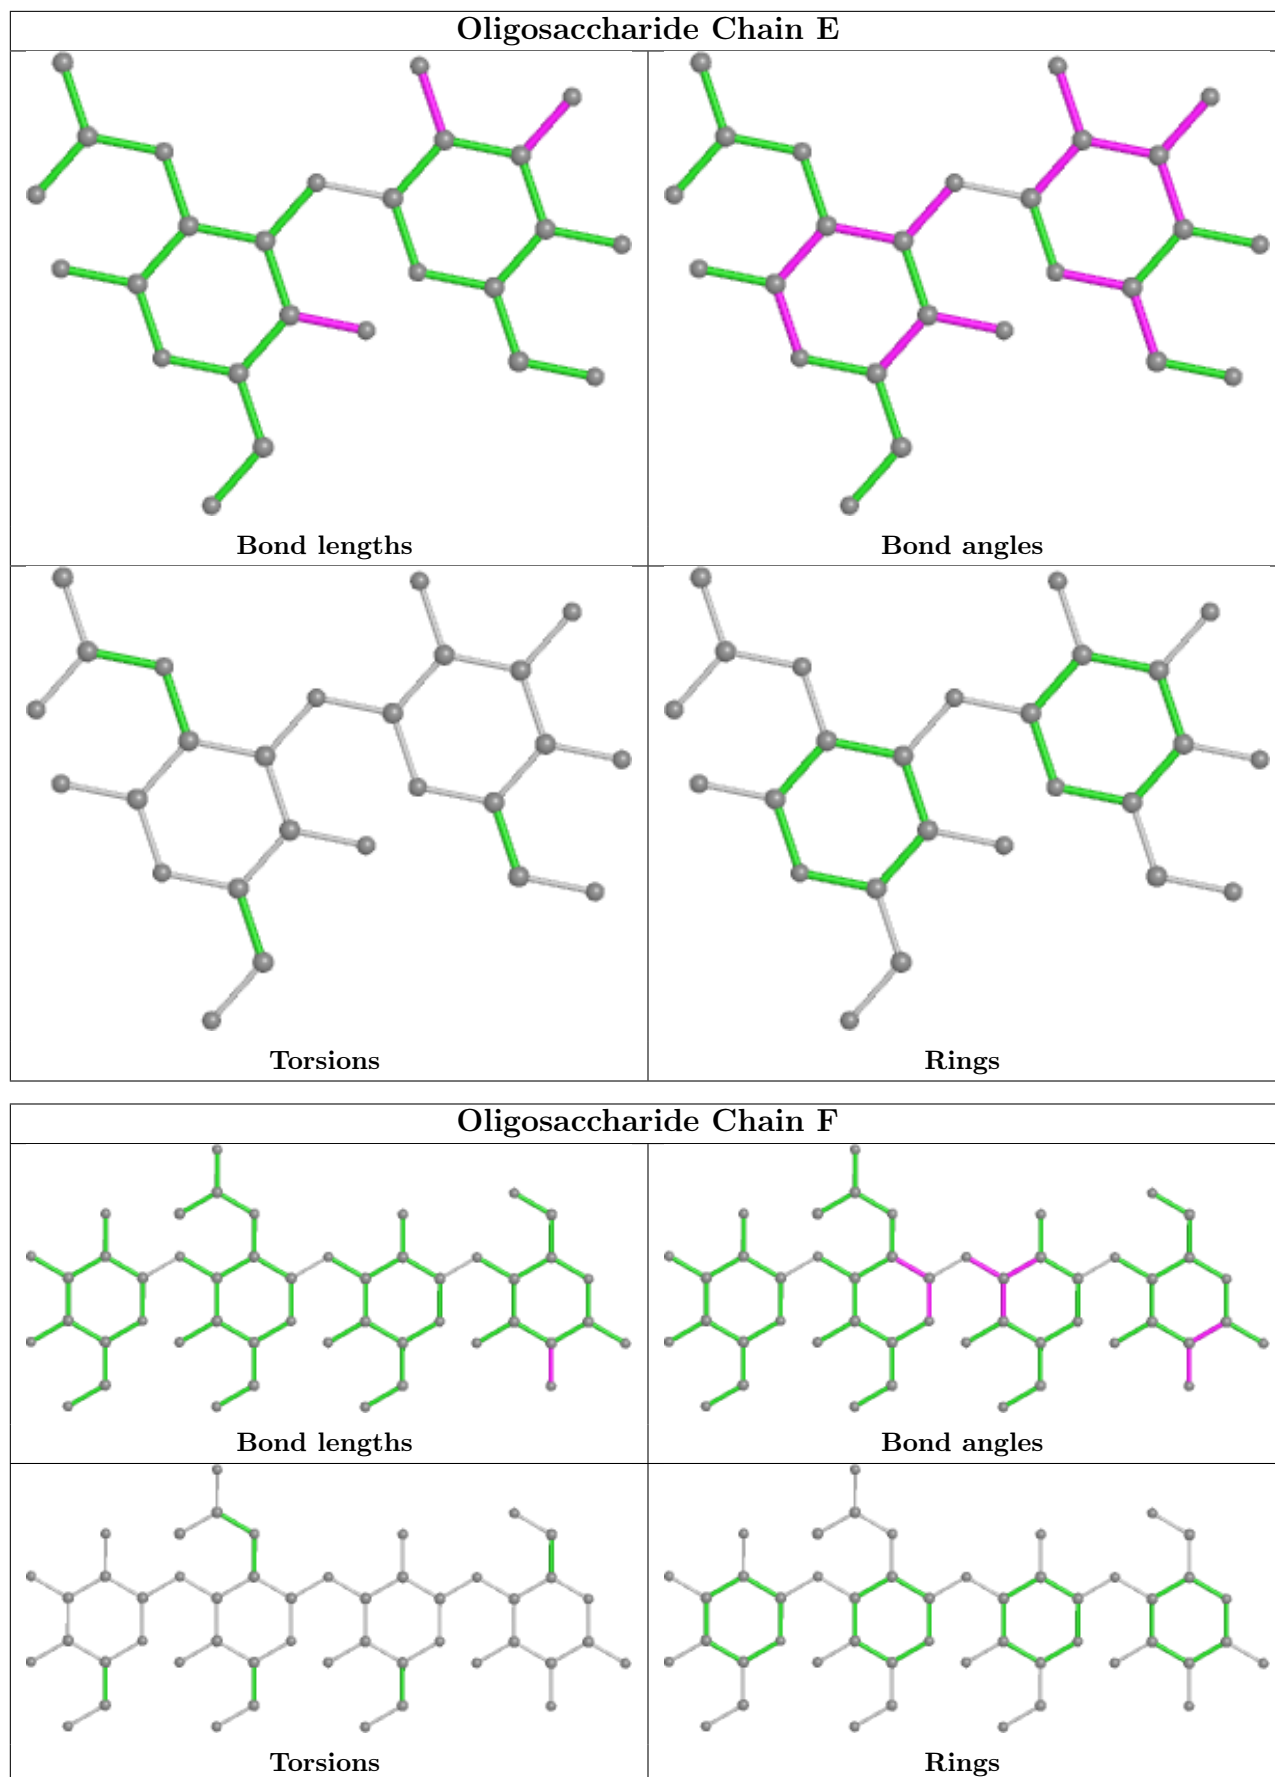 Oligosaccharide Chain E
Bond lengths
Bond angles
Torsions
Rings
Oligosaccharide Chain F
Bond lengths
Bond angles
Torsions
Rings